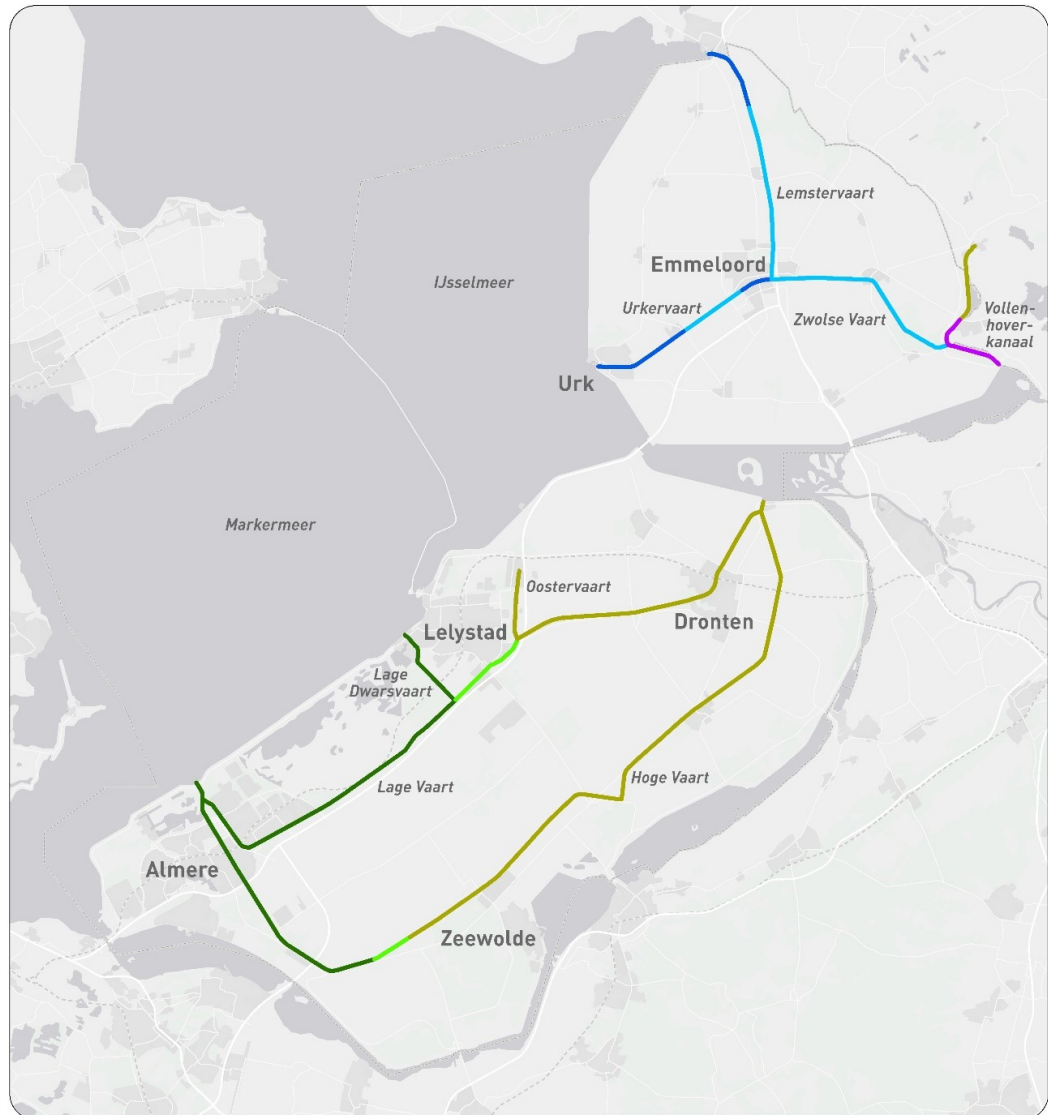 Lemstervaart
Emmeloord
IJsselmeer
Urkervaart
Zwolse Vaart
Vollen-
hover-
kanaal
Urk
Markermeer
Oostervaart
Lelystad
Dronten
Lage
Dwarsvaart
Lage Vaart
Hoge Vaart
Almere
Zeewolde